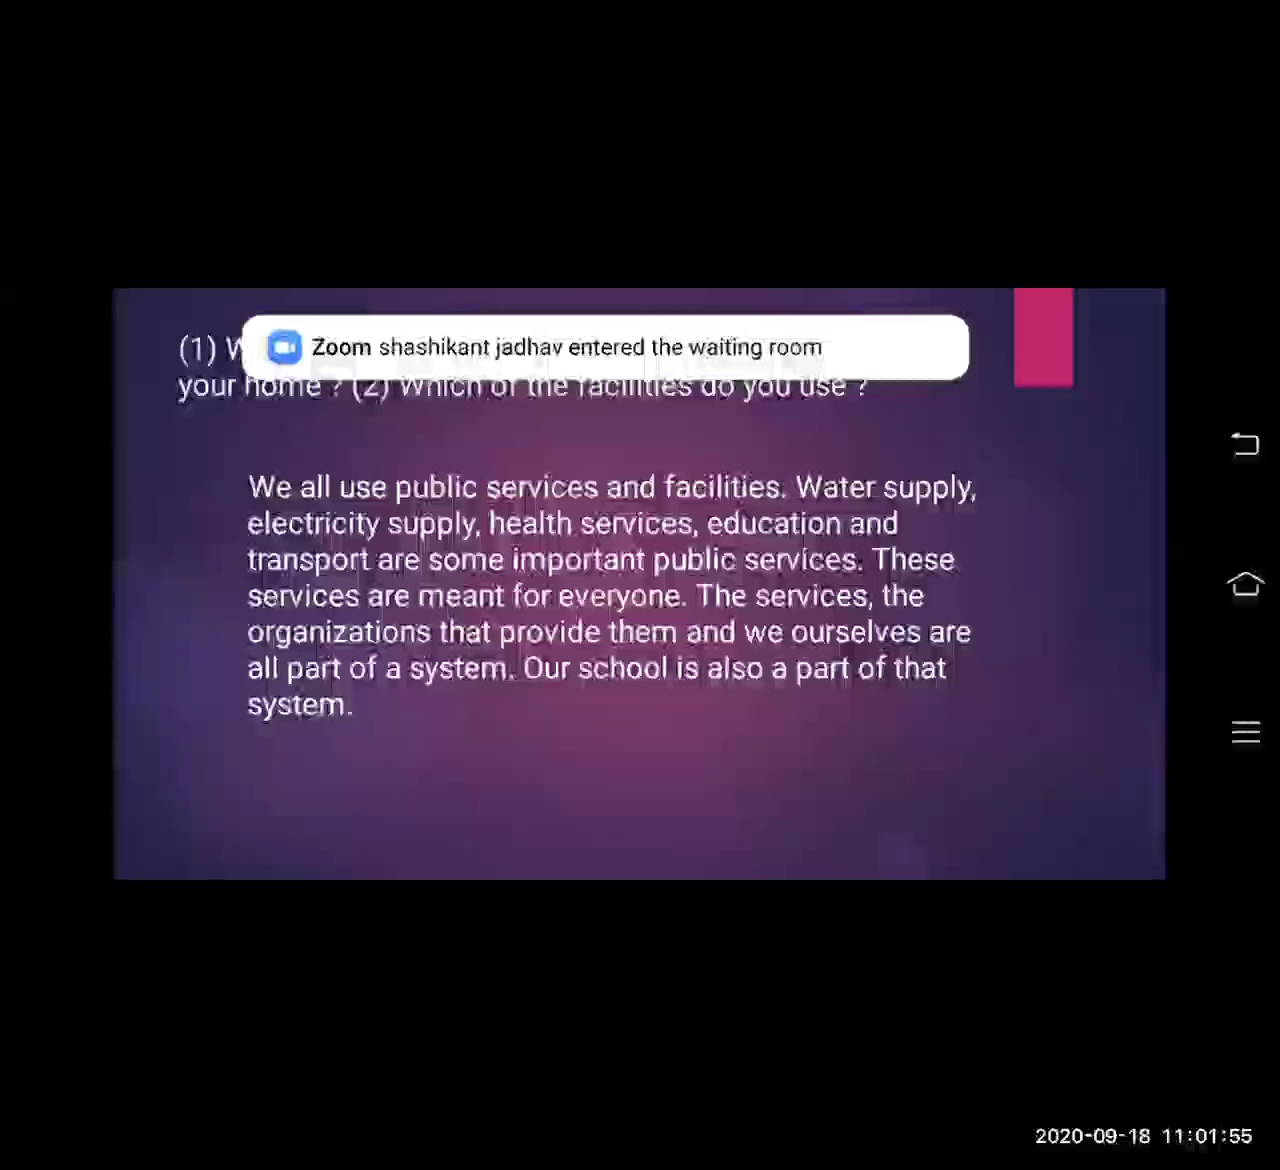 (1) W
Zoom shashikant jadhav entered the waiting room
your home ? (2) Which of the facilities do you use ?
We all use public services and facilities. Water supply,
electricity supply, health services, education and
transport are some important public services. These
services are meant for everyone. The services, the
organizations that provide them and we ourselves are
all part of a system. Our school is also a part of that
system.
2020-09-18 11:01:55